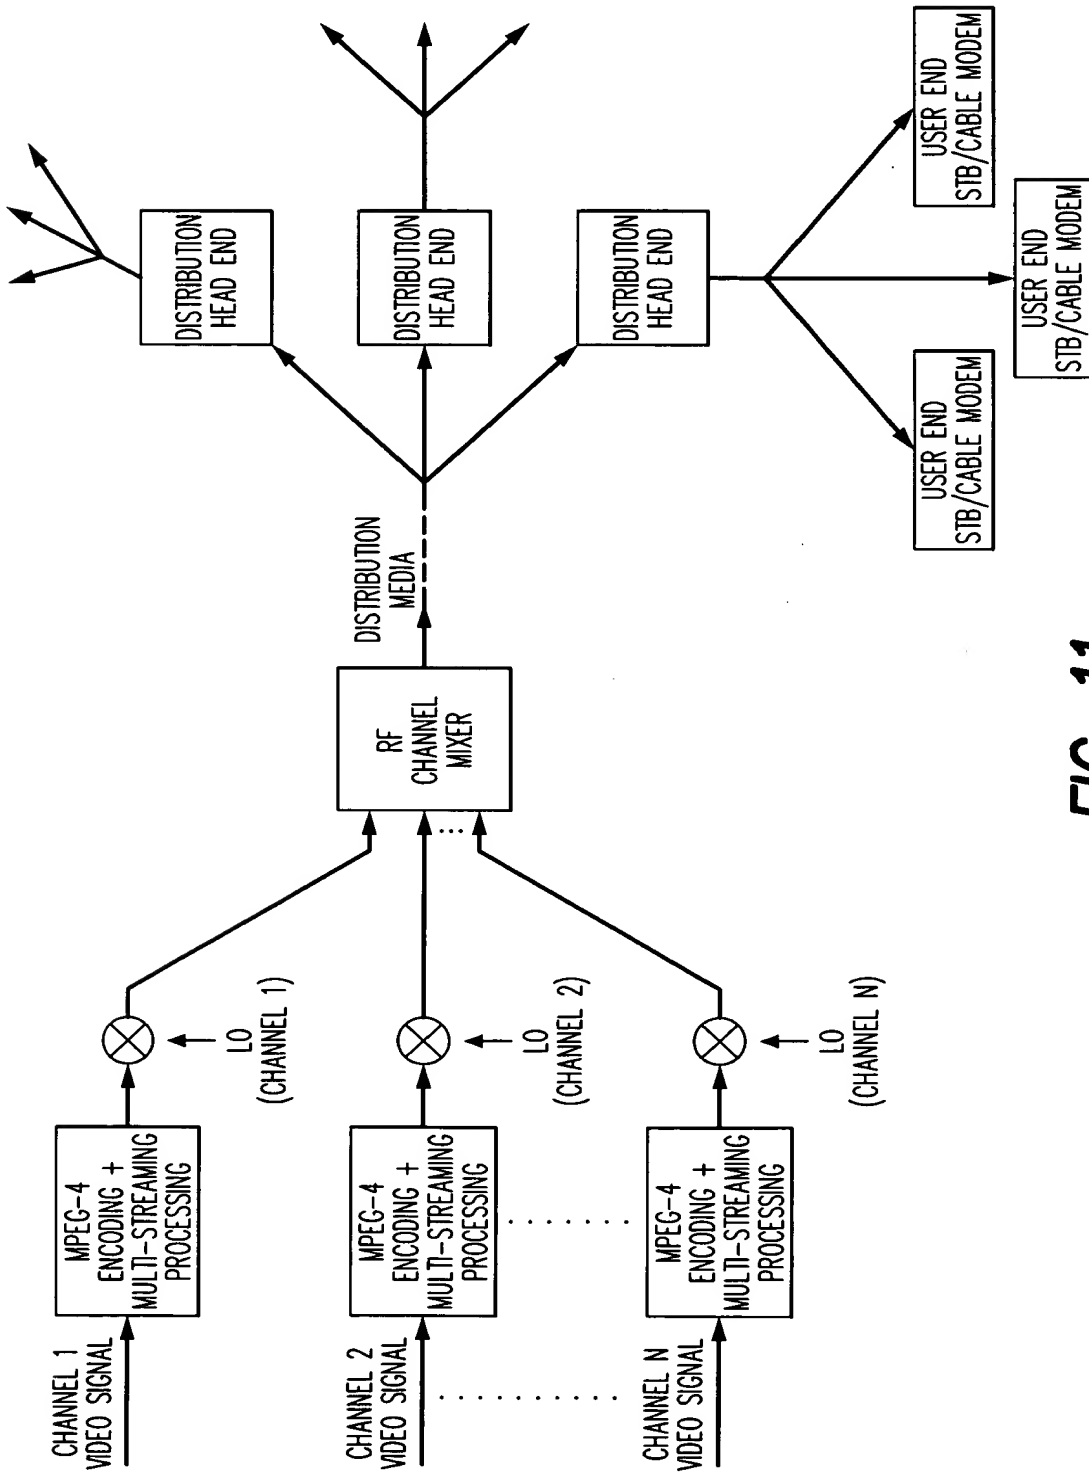 CHANNEL 1
VIDEO SIGNAL
MPEG-4
ENCODING +
MULTI-STREAMING
PROCESSING
LO
(CHANNEL 1)
CHANNEL 2
VIDEO SIGNAL
MPEG-4
ENCODING +
MULTI-STREAMING
PROCESSING
LO
(CHANNEL 2)
CHANNEL N
VIDEO SIGNAL
MPEG-4
ENCODING +
MULTI-STREAMING
PROCESSING
LO
(CHANNEL N)
RF
CHANNEL
MIXER
DISTRIBUTION
MEDIA
DISTRIBUTION
HEAD END
DISTRIBUTION
HEAD END
DISTRIBUTION
HEAD END
USER END
STB/CABLE MODEM
USER END
STB/CABLE MODEM
USER END
STB/CABLE MODEM
FIG. 11